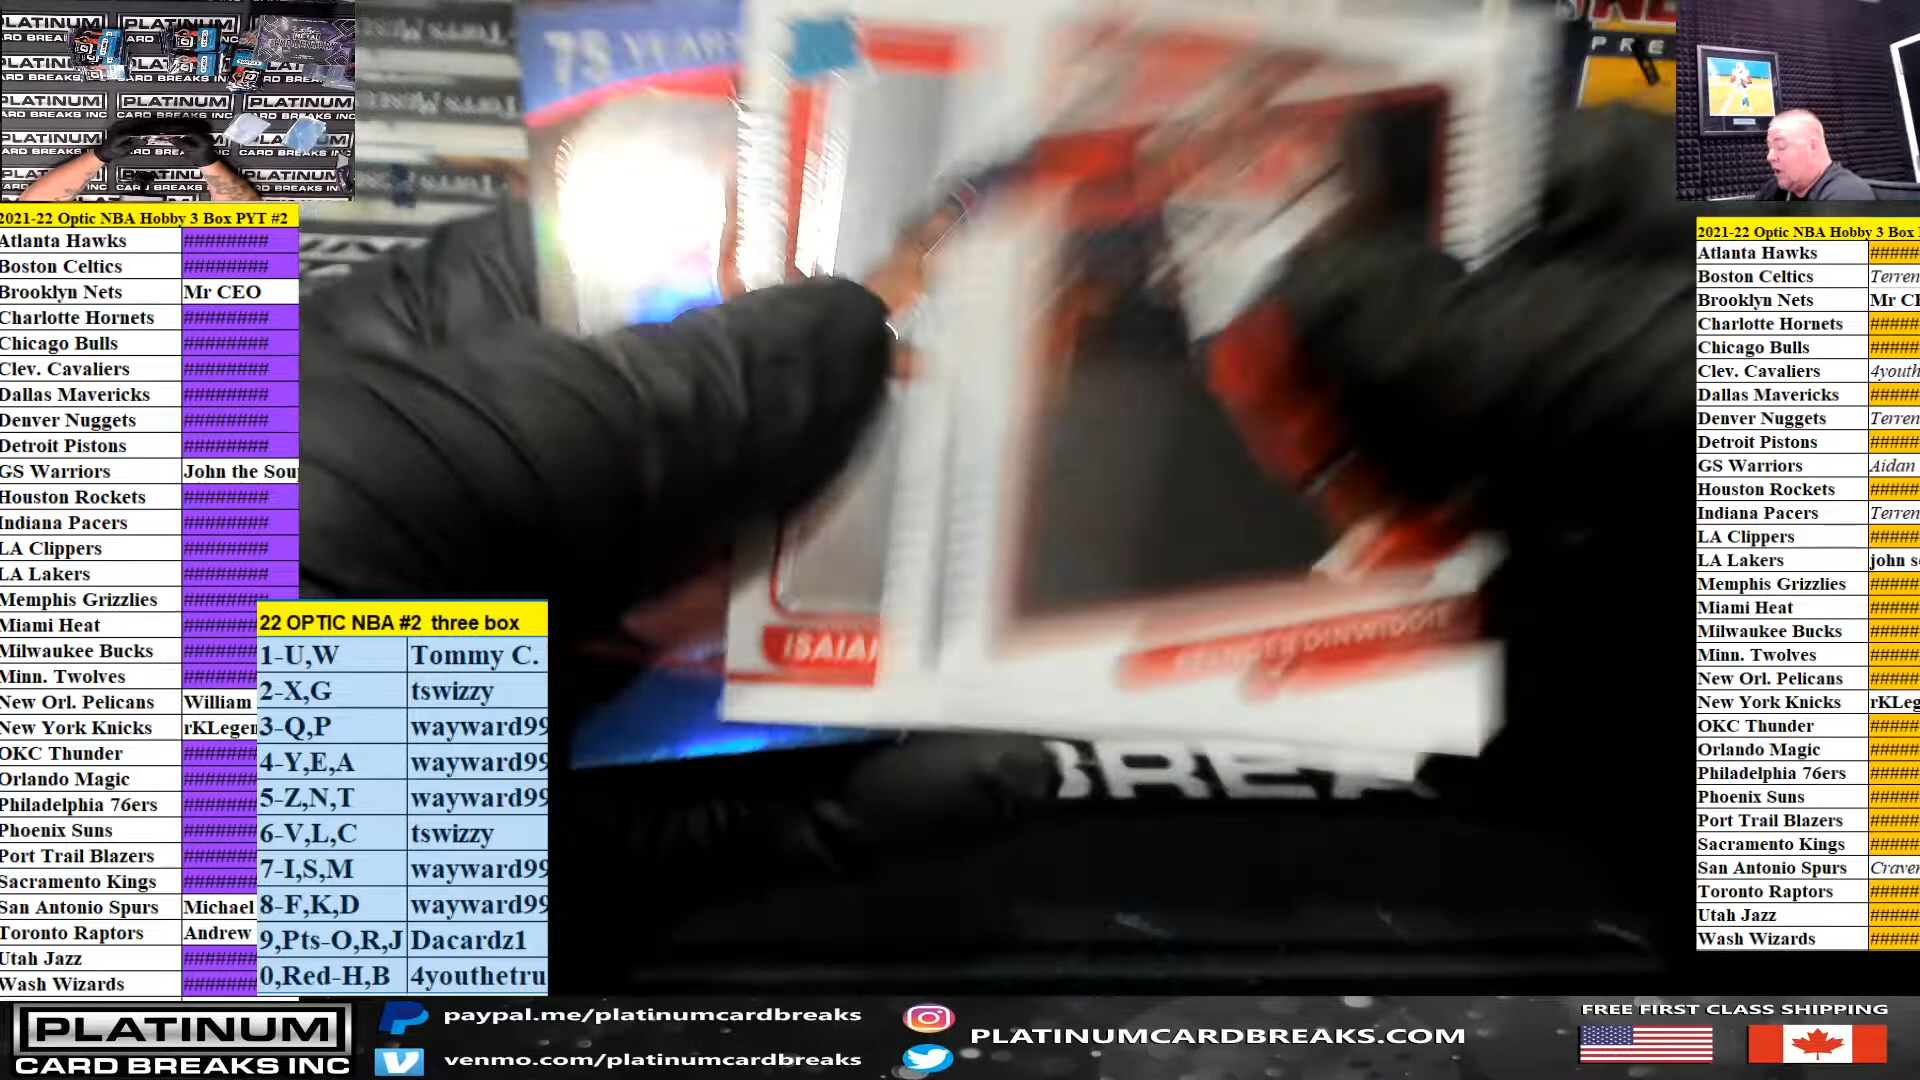 2021-22 Optic NBA Hobby 3 Box PYT #2
Atlanta Hawks ########
Boston Celtics ########
Brooklyn Nets Mr CEO
Charlotte Hornets ########
Chicago Bulls ########
Clev. Cavaliers ########
Dallas Mavericks ########
Denver Nuggets ########
Detroit Pistons ########
GS Warriors John the Sou
Houston Rockets ########
Indiana Pacers ########
LA Clippers ########
LA Lakers ########
Memphis Grizzlies ########
Miami Heat
Milwaukee Bucks
Minn. Twolves
New Orl. Pelicans William
New York Knicks rKLegen
OKC Thunder
Orlando Magic
Philadelphia 76ers
Phoenix Suns
Port Trail Blazers
Sacramento Kings
San Antonio Spurs Michael
Toronto Raptors Andrew
Utah Jazz
Wash Wizards
22 OPTIC NBA #2 three box
1-U,W Tommy C.
2-X,G tswizzy
3-Q,P wayward99
4-Y,E,A wayward99
5-Z,N,T wayward99
6-V,L,C tswizzy
7-I,S,M wayward99
8-F,K,D wayward99
9,Pts-O,R,J Dacardz1
0,Red-H,B 4youthetru
75 YEARS
ISAIAH
SPENCER DINWIDDIE
BREA
2021-22 Optic NBA Hobby 3 Box
Atlanta Hawks #####
Boston Celtics Terren
Brooklyn Nets Mr CE
Charlotte Hornets #####
Chicago Bulls #####
Clev. Cavaliers 4youth
Dallas Mavericks #####
Denver Nuggets Terren
Detroit Pistons #####
GS Warriors Aidan
Houston Rockets #####
Indiana Pacers Terren
LA Clippers #####
LA Lakers john s
Memphis Grizzlies #####
Miami Heat #####
Milwaukee Bucks #####
Minn. Twolves #####
New Orl. Pelicans #####
New York Knicks rKLeg
OKC Thunder #####
Orlando Magic #####
Philadelphia 76ers #####
Phoenix Suns #####
Port Trail Blazers #####
Sacramento Kings #####
San Antonio Spurs Craver
Toronto Raptors #####
Utah Jazz #####
Wash Wizards #####
PLATINUM
CARD BREAKS INC
paypal.me/platinumcardbreaks
venmo.com/platinumcardbreaks
PLATINUMCARDBREAKS.COM
FREE FIRST CLASS SHIPPING